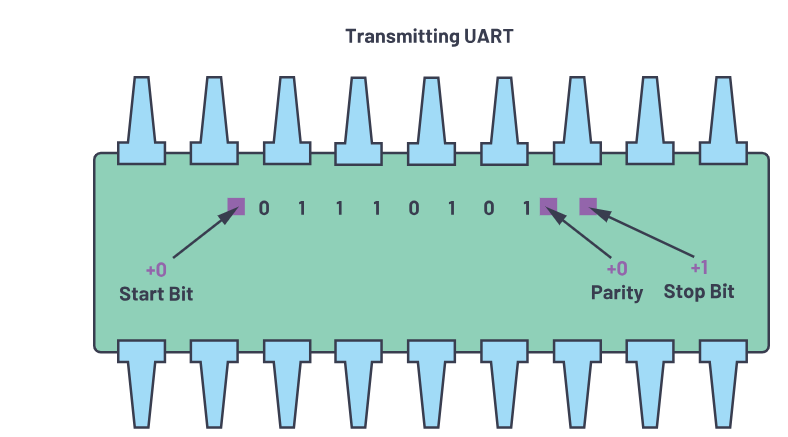 Transmitting UART
0 1 1 1 0 1 0 1
+0
Start Bit
+0
Parity
+1
Stop Bit